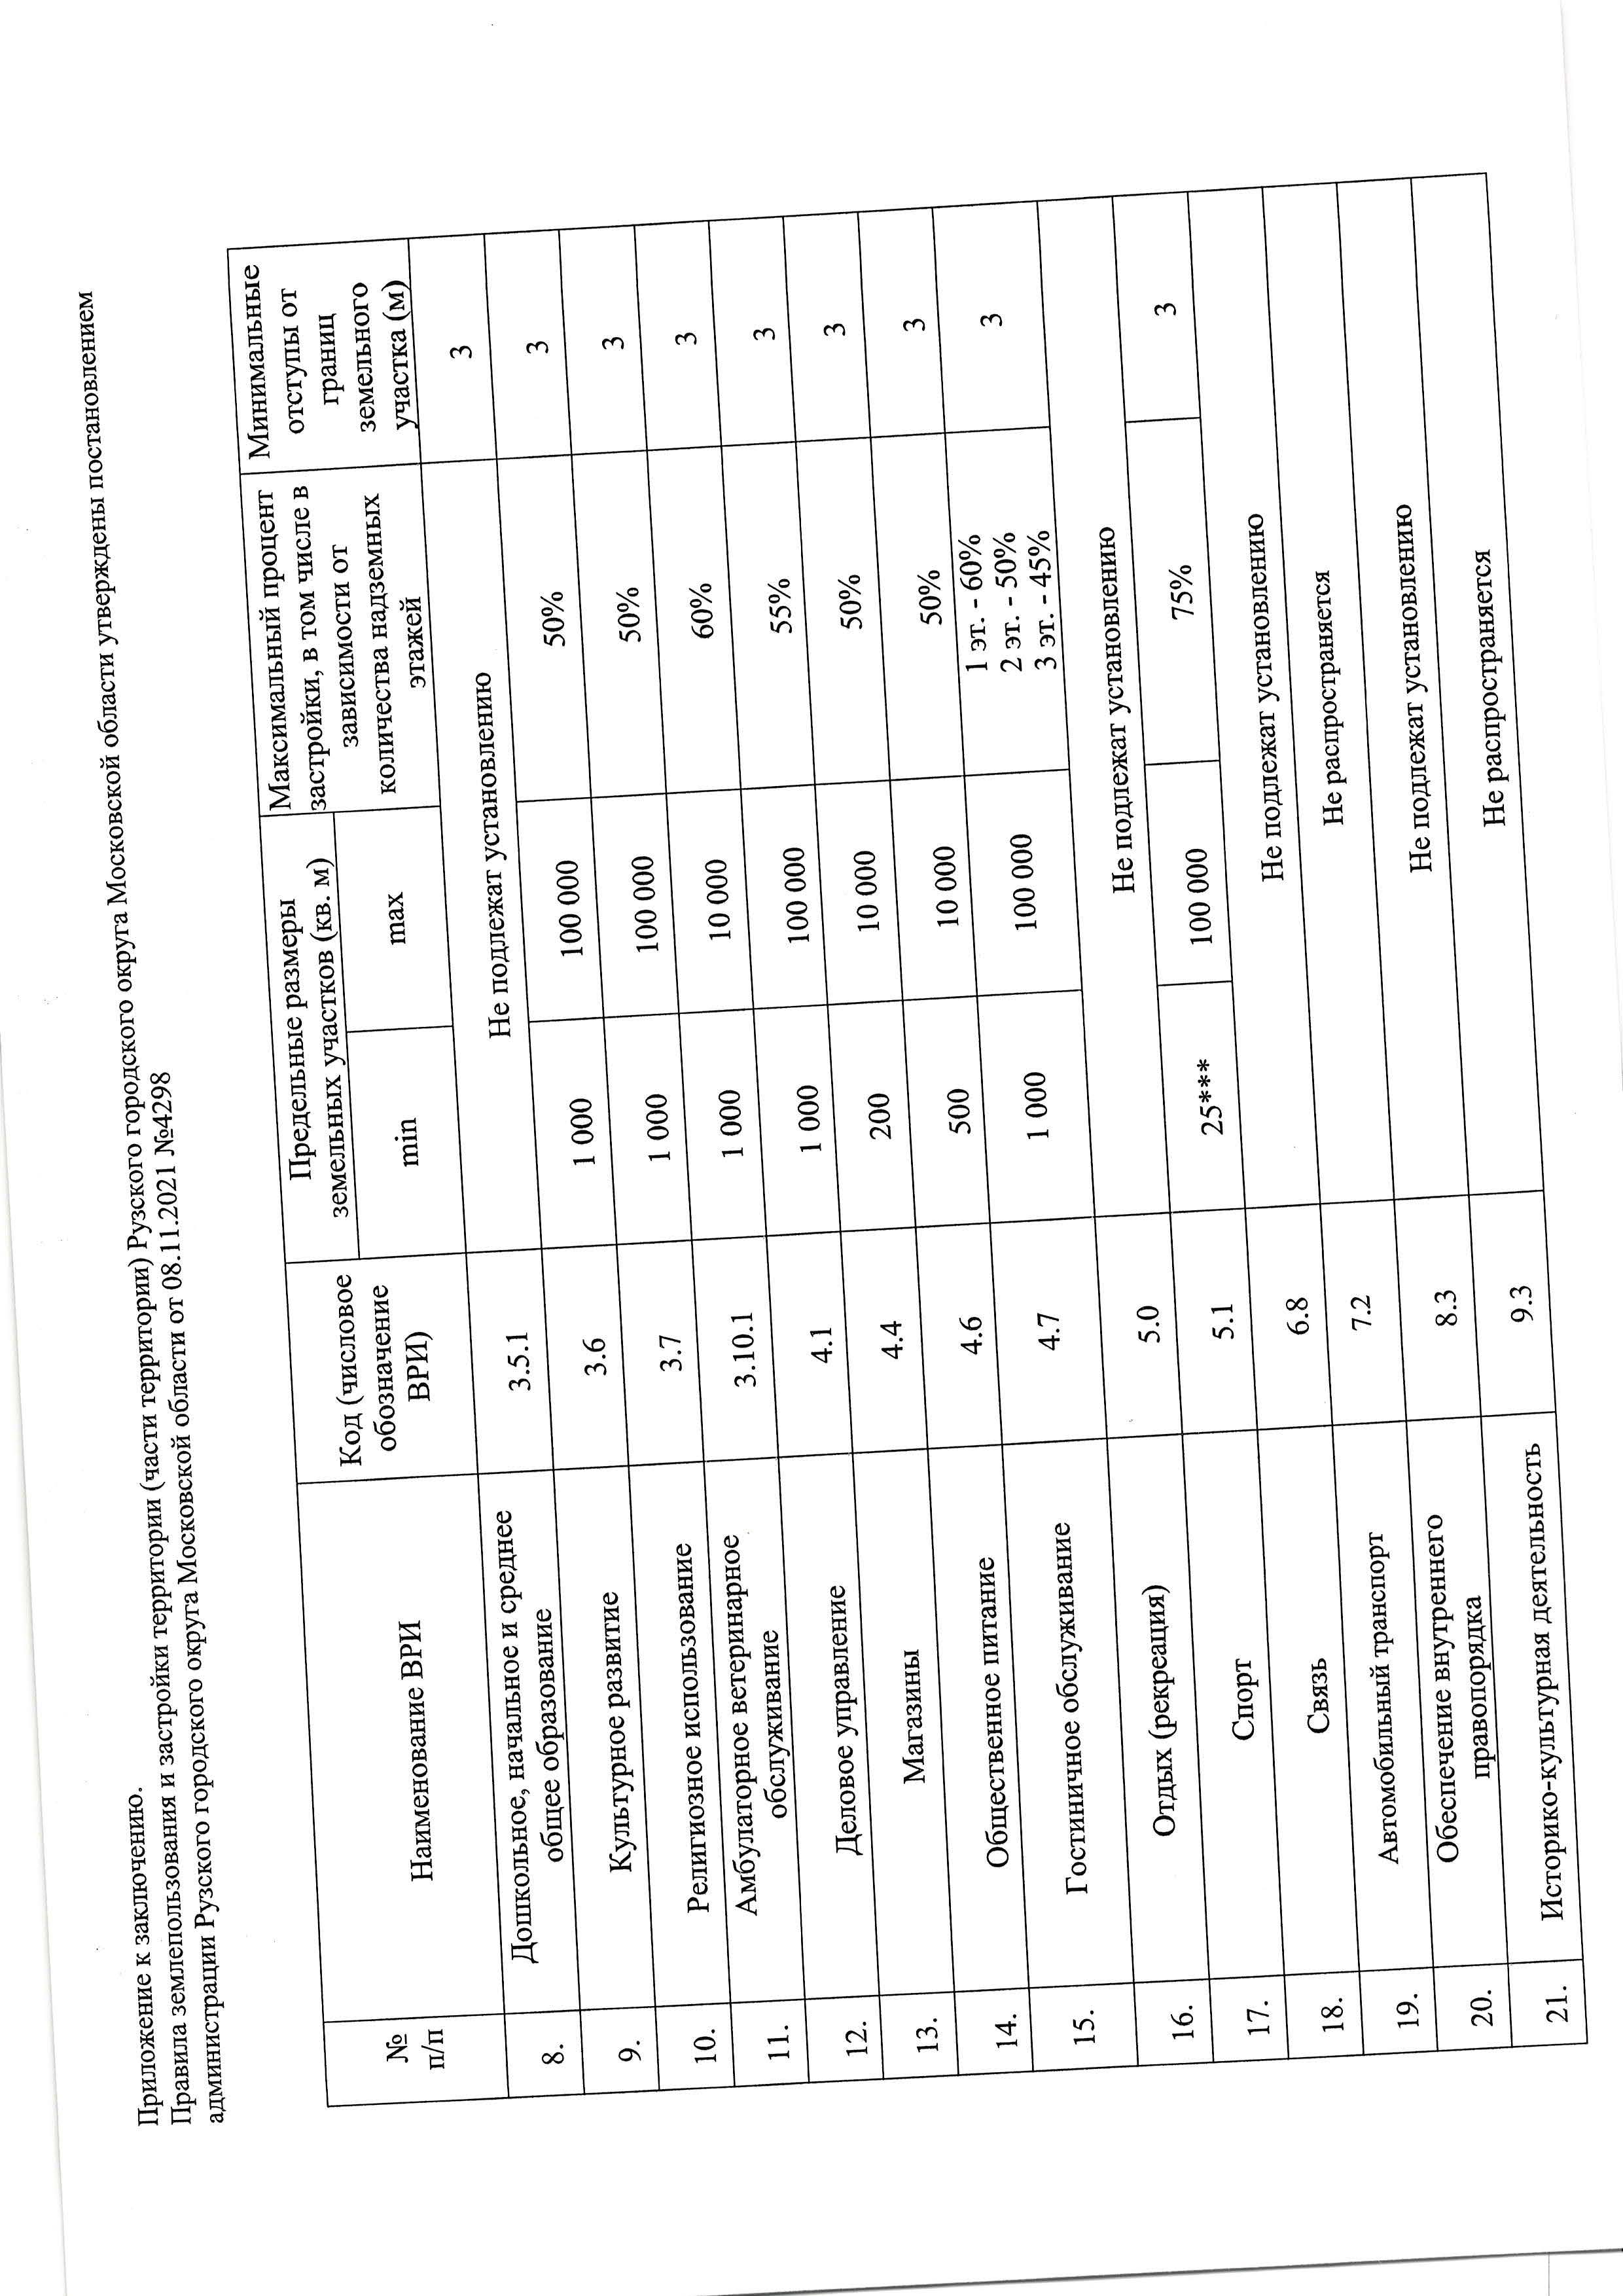 Приложение к заключению.
Правила землепользования и застройки территории (части территории) Рузского городского округа Московской области утверждены постановлением
администрации Рузского городского округа Московской области от 08.11.2021 №4298
№
п/п
Наименование ВРИ
Код (числовое
обозначение
ВРИ)
Предельные размеры
земельных участков (кв. м)
min
max
Максимальный процент
застройки, в том числе в
зависимости от
количества надземных
этажей
Минимальные
отступы от
границ
земельного
участка (м)
8.
Дошкольное, начальное и среднее
общее образование
3.5.1
Не подлежат установлению
3
9.
Культурное развитие
3.6
1 000
100 000
50%
3
10.
Религиозное использование
3.7
1 000
100 000
50%
3
11.
Амбулаторное ветеринарное
обслуживание
3.10.1
1 000
10 000
60%
3
12.
Деловое управление
4.1
1 000
100 000
55%
3
13.
Магазины
4.4
200
10 000
50%
3
14.
Общественное питание
4.6
500
10 000
50%
3
15.
Гостиничное обслуживание
4.7
1 000
100 000
1 эт. - 60%
2 эт. - 50%
3 эт. - 45%
3
16.
Отдых (рекреация)
5.0
Не подлежат установлению
17.
Спорт
5.1
25***
100 000
75%
3
18.
Связь
6.8
Не подлежат установлению
19.
Автомобильный транспорт
7.2
Не распространяется
20.
Обеспечение внутреннего
правопорядка
8.3
Не подлежат установлению
21.
Историко-культурная деятельность
9.3
Не распространяется